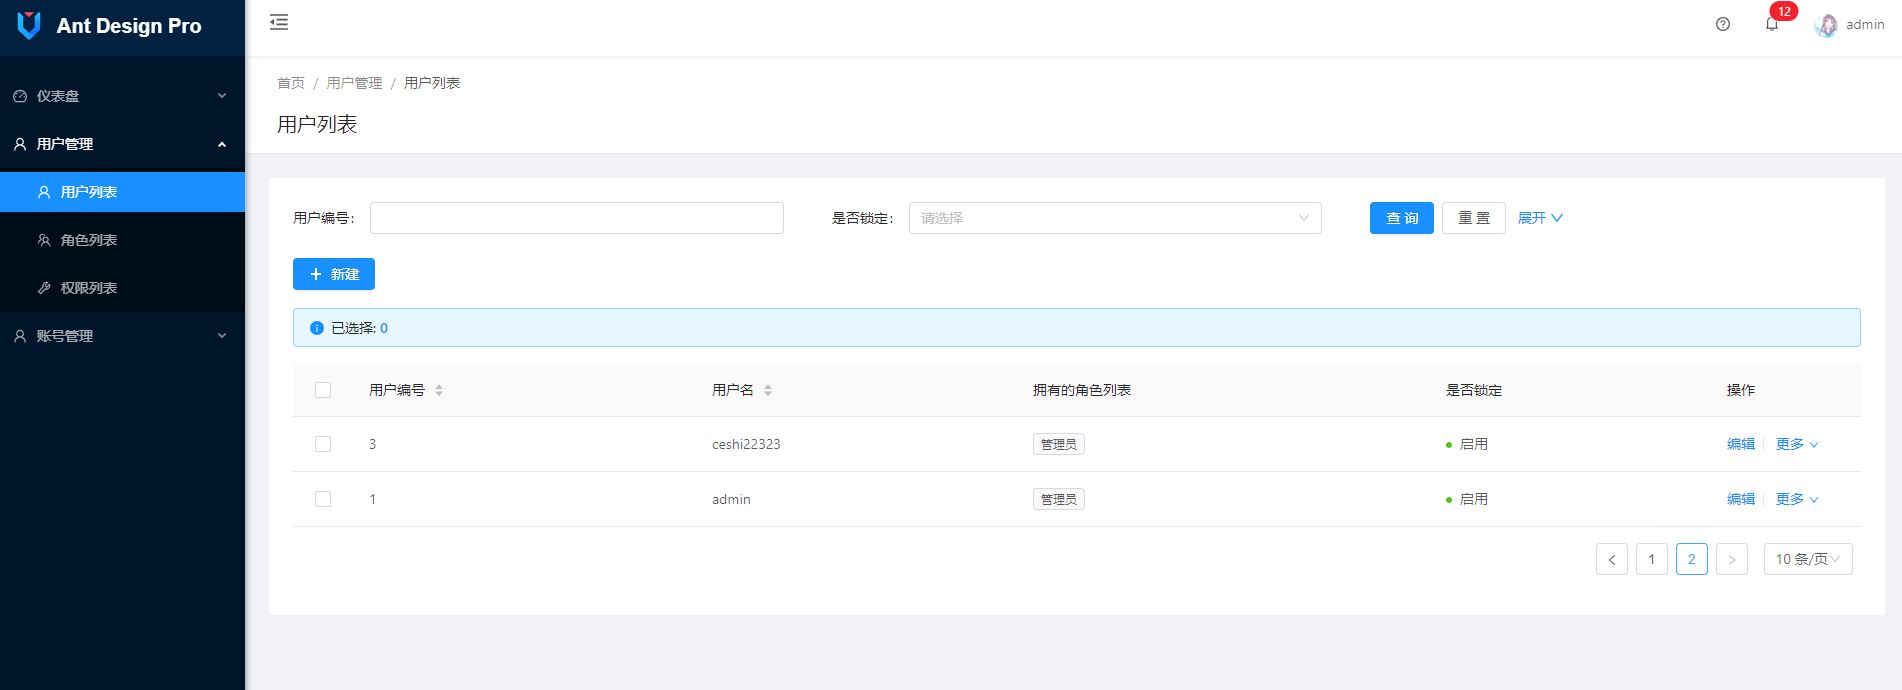 Ant Design Pro
12
admin
仪表盘
用户管理
用户列表
角色列表
权限列表
账号管理
首页 / 用户管理 / 用户列表
用户列表
用户编号:
是否锁定: 请选择
查 询 重 置 展开
+ 新建
已选择: 0
用户编号 用户名 拥有的角色列表 是否锁定 操作
3 ceshi22323 管理员 启用 编辑 更多
1 admin 管理员 启用 编辑 更多
< 1 2 > 10 条/页